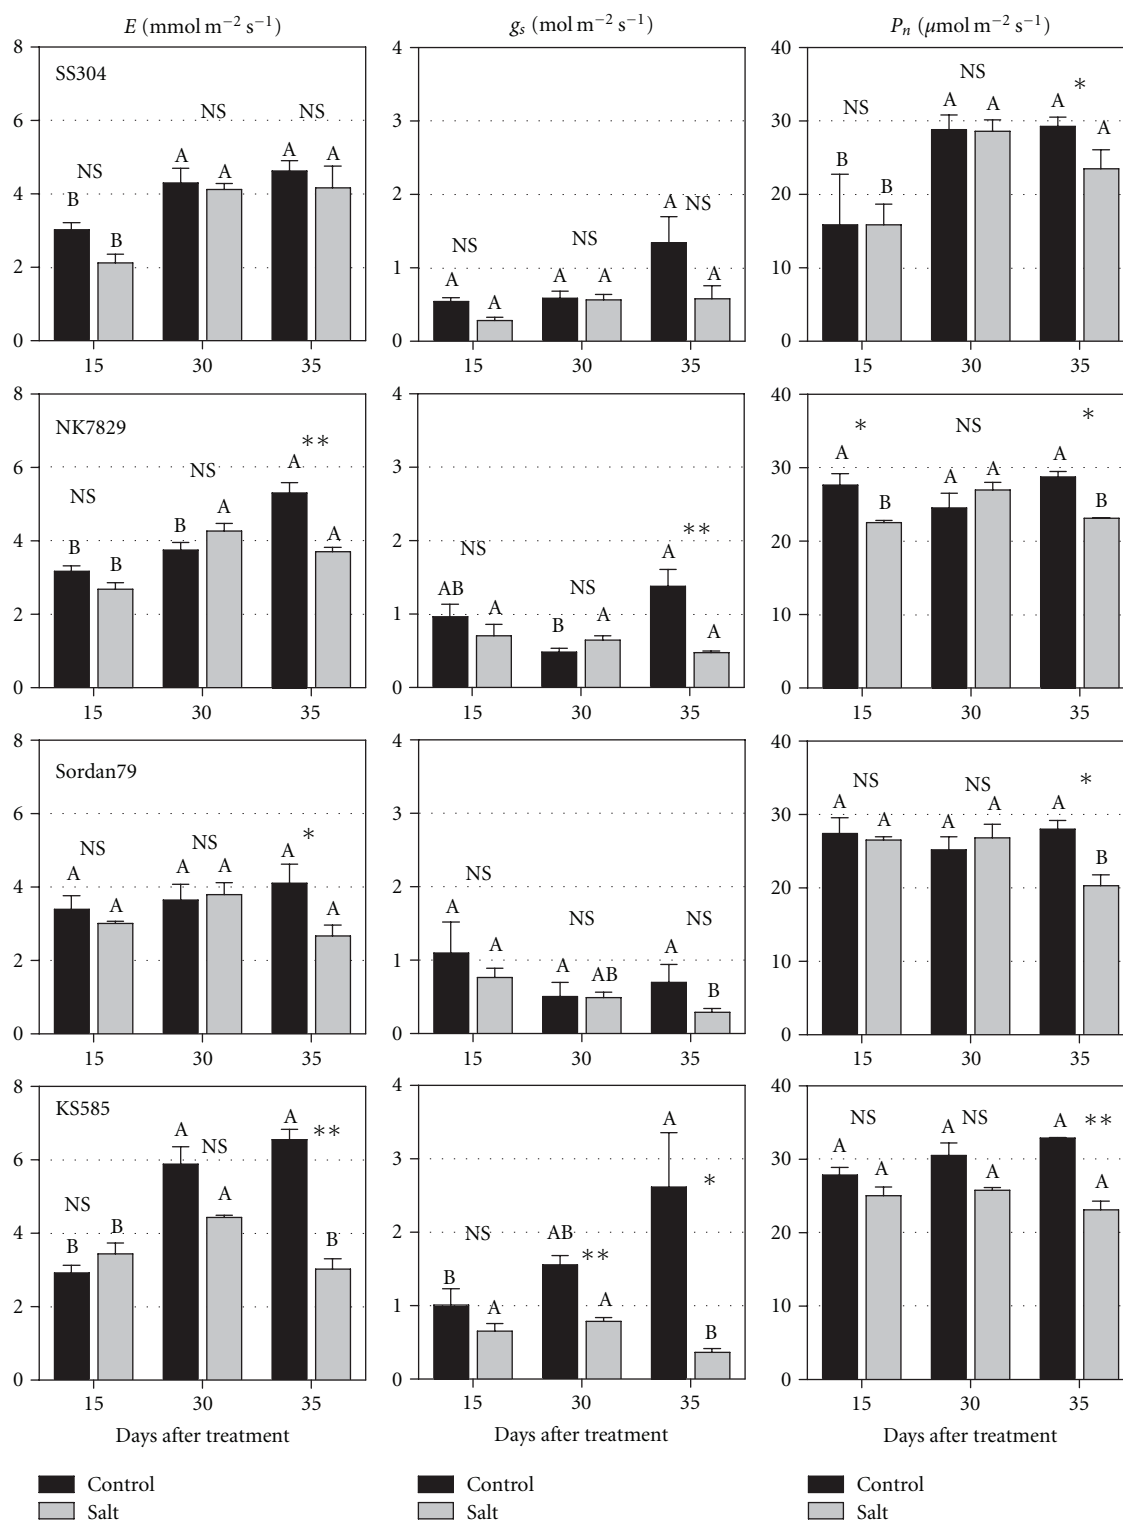 E (mmol m⁻² s⁻¹) gₛ (mol m⁻² s⁻¹) Pₙ (μmol m⁻² s⁻¹)
8 4 40
SS304
NS * 
NS NS NS A A A A
6 3 30
A A A A B B A
NS
4 2 20
B A NS
B NS NS
2 1 10
A A A A A
0 0 0
15 30 35 15 30 35 15 30 35
8 4 40
NK7829 * NS *
** A A A A
NS A
6 3 30
NS A B B
B
4 ** 2 20
B B A NS A
AB A NS
2 1 10
B A A
0 0 0
15 30 35 15 30 35 15 30 35
8 4 40
Sordan79 NS NS *
A A A A A
6 3 30
NS NS * B
A A A A
4 NS 2 20
A A A NS NS
2 A 1 10
A AB A B
0 0 0
15 30 35 15 30 35 15 30 35
8 4 40
KS585 A ** A NS NS **
A NS A A A
6 3 30
A * A A A
NS
4 2 20
B B B NS AB **
2 1 10
B A A B
0 0 0
15 30 35 15 30 35 15 30 35
Days after treatment Days after treatment Days after treatment
Control Control Control
Salt Salt Salt